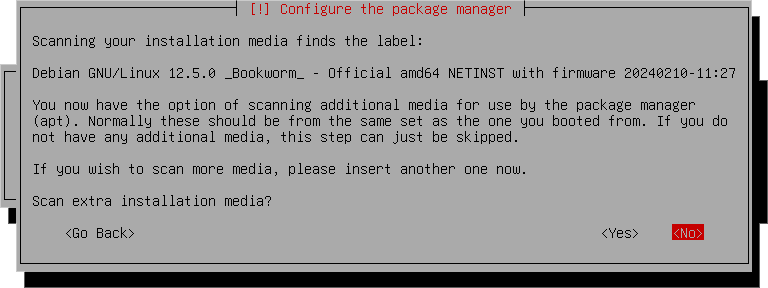 [!] Configure the package manager
Scanning your installation media finds the label:
Debian GNU/Linux 12.5.0 _Bookworm_ - Official amd64 NETINST with firmware 20240210-11:27
You now have the option of scanning additional media for use by the package manager
(apt). Normally these should be from the same set as the one you booted from. If you do
not have any additional media, this step can just be skipped.
If you wish to scan more media, please insert another one now.
Scan extra installation media?
<Go Back> <Yes> <No>